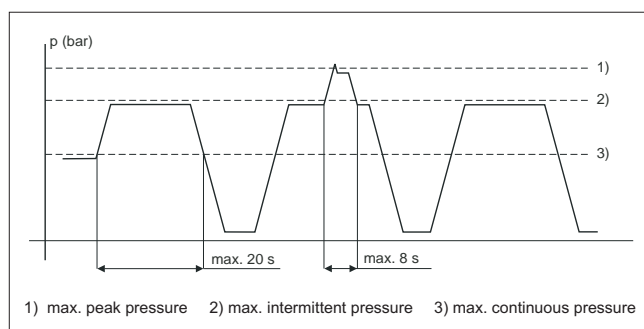 p (bar)
1)
2)
3)
max. 20 s
max. 8 s
1) max. peak pressure 2) max. intermittent pressure 3) max. continuous pressure